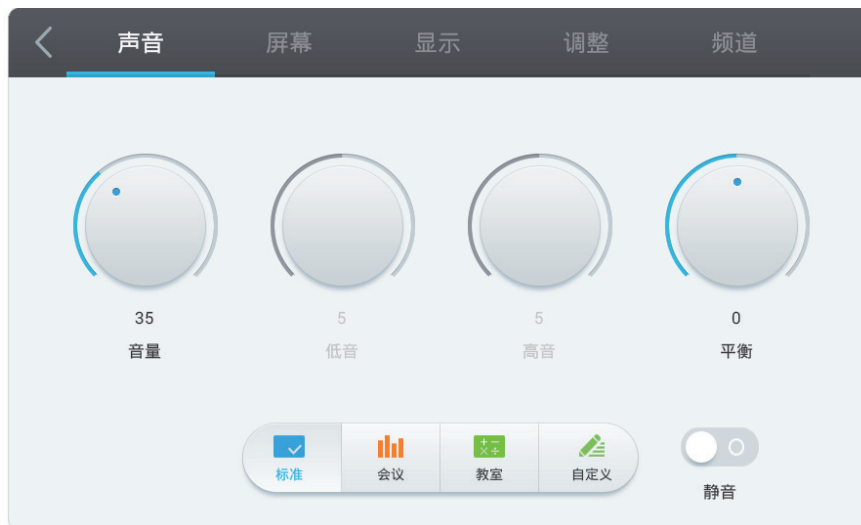 声音 屏幕 显示 调整 频道
35 5 5 0
音量 低音 高音 平衡
标准 会议 教室 自定义
静音